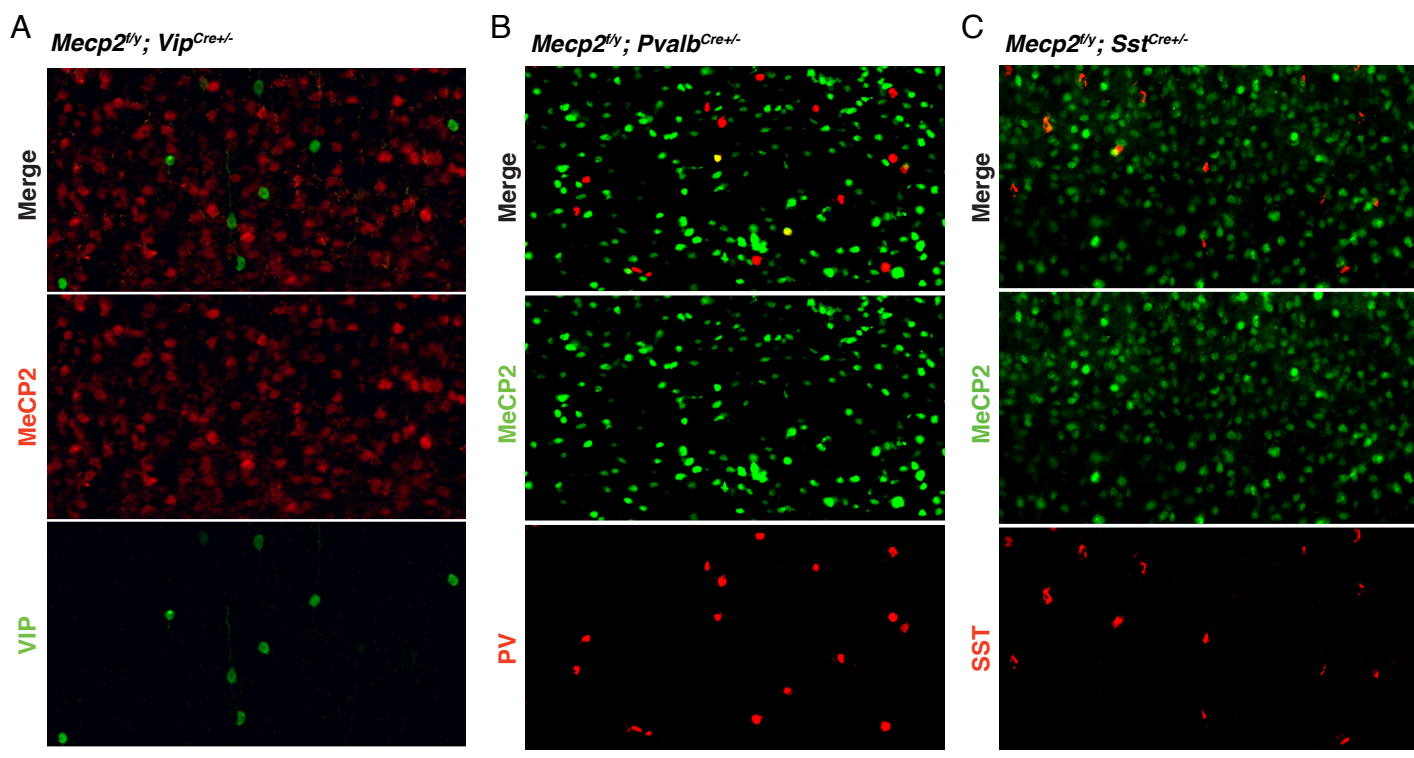 A
Mecp2f/y; VipCre+/-
Merge
MeCP2
VIP
B
Mecp2f/y; PvalbCre+/-
Merge
MeCP2
PV
C
Mecp2f/y; SstCre+/-
Merge
MeCP2
SST